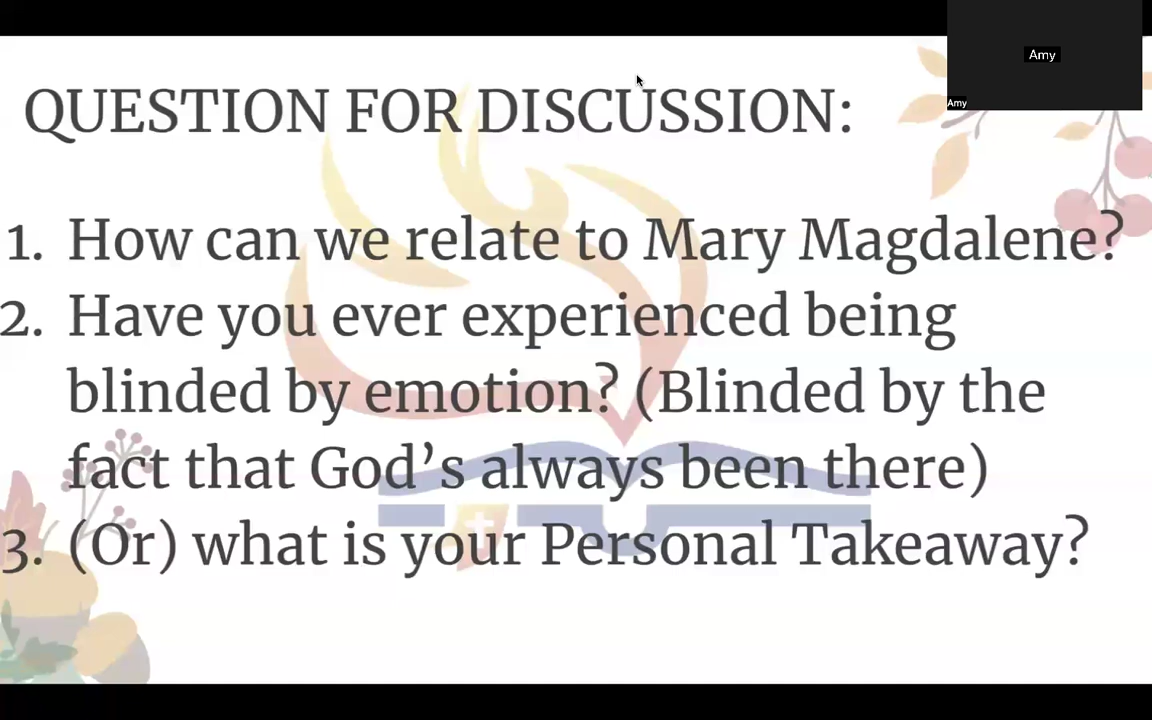 Amy
Amy
QUESTION FOR DISCUSSION:
1. How can we relate to Mary Magdalene?
2. Have you ever experienced being
blinded by emotion? (Blinded by the
fact that God’s always been there)
3. (Or) what is your Personal Takeaway?